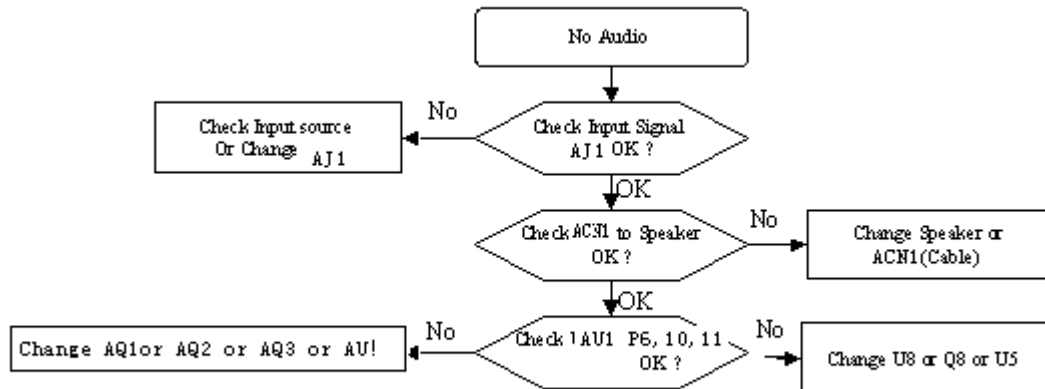 No Audio
No
Check Input source
Or Change AJ1
Check Input Signal
AJ1 OK ?
OK
Check ACN1 to Speaker
OK ?
No
Change Speaker or
ACN1(Cable)
OK
Change AQ1or AQ2 or AQ3 or AU!
No
Check ! AU1 P6, 10, 11
OK ?
No
Change U8 or Q8 or U5